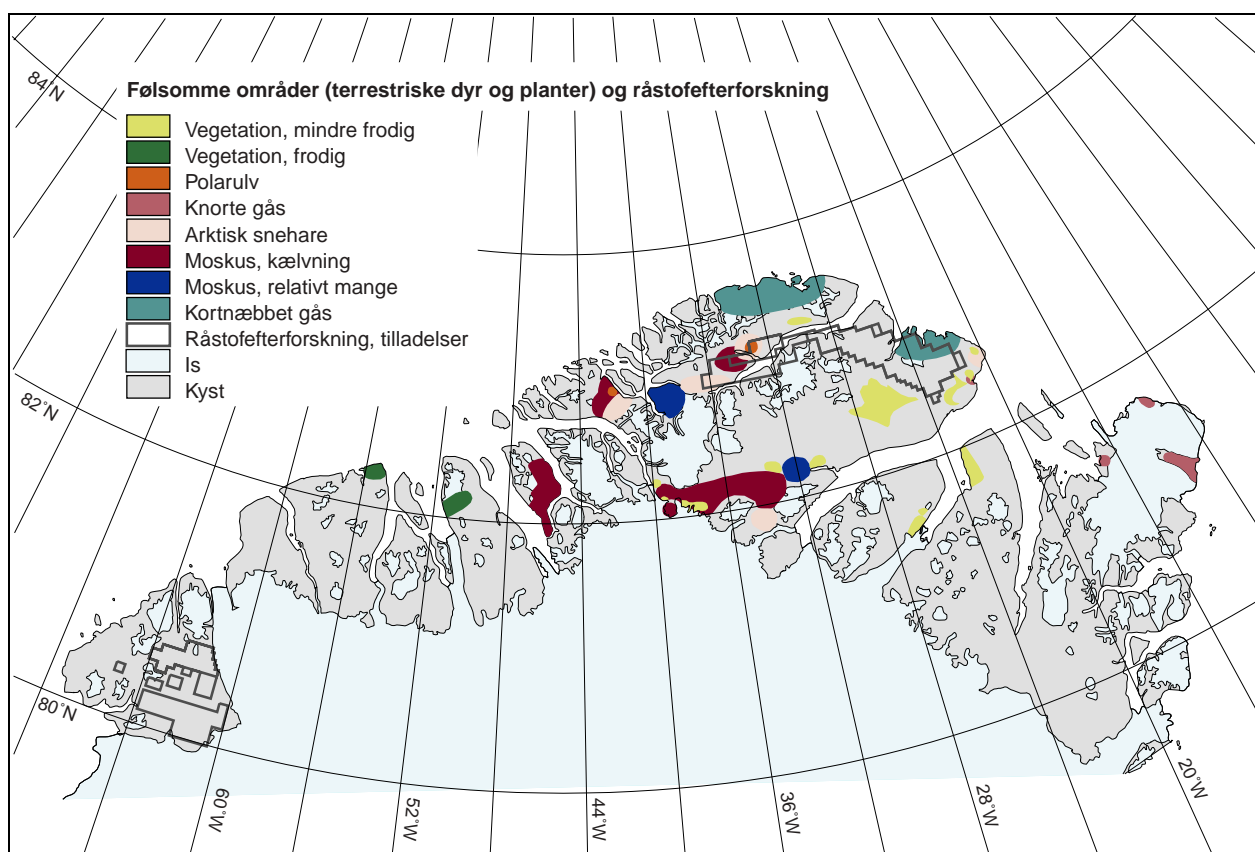 84˚N
Følsomme områder (terrestriske dyr og planter) og råstofefterforskning
Vegetation, mindre frodig
Vegetation, frodig
Polarulv
Knorte gås
Arktisk snehare
Moskus, kælvning
Moskus, relativt mange
Kortnæbbet gås
Råstofefterforskning, tilladelser
Is
Kyst
82˚N
80˚N
60˚W
52˚W
44˚W
36˚W
28˚W
20˚W